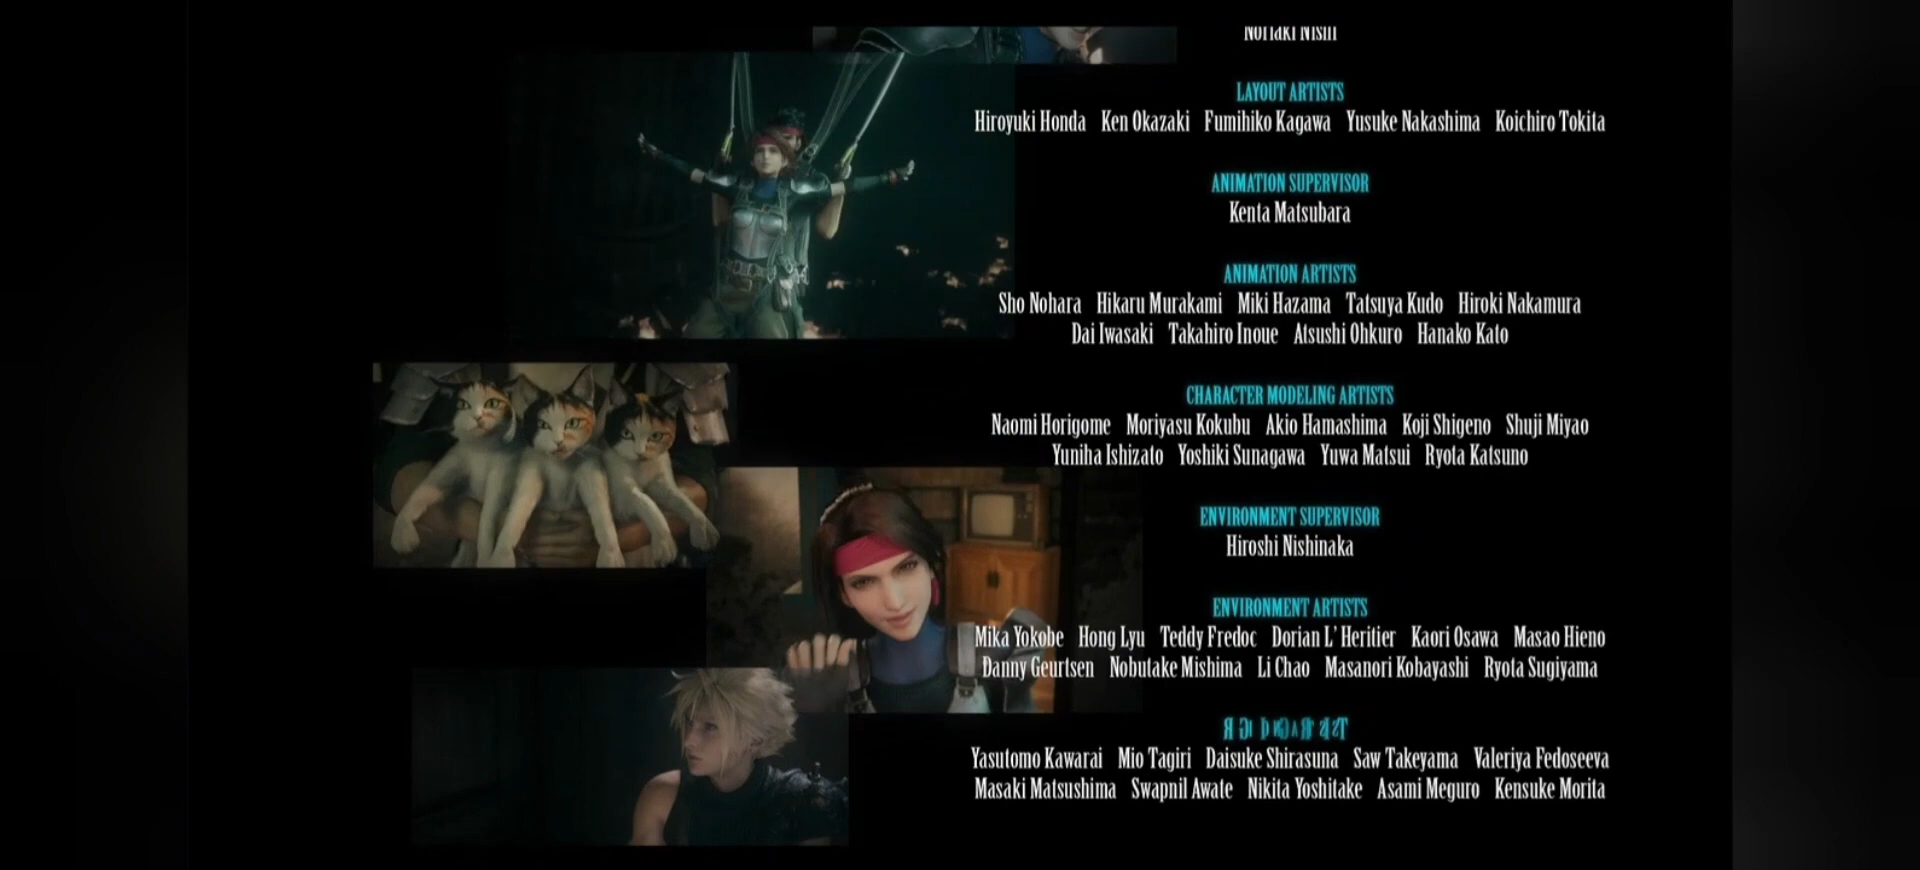 Noriaki Nishi
LAYOUT ARTISTS
Hiroyuki Honda Ken Okazaki Fumihiko Kagawa Yusuke Nakashima Koichiro Tokita
ANIMATION SUPERVISOR
Kenta Matsubara
ANIMATION ARTISTS
Sho Nohara Hikaru Murakami Miki Hazama Tatsuya Kudo Hiroki Nakamura
Dai Iwasaki Takahiro Inoue Atsushi Ohkuro Hanako Kato
CHARACTER MODELING ARTISTS
Naomi Horigome Moriyasu Kokubu Akio Hamashima Koji Shigeno Shuji Miyao
Yuniha Ishizato Yoshiki Sunagawa Yuwa Matsui Ryota Katsuno
ENVIRONMENT SUPERVISOR
Hiroshi Nishinaka
ENVIRONMENT ARTISTS
Mika Yokobe Hong Lyu Teddy Fredoc Dorian L' Heritier Kaori Osawa Masao Hieno
Danny Geurtsen Nobutake Mishima Li Chao Masanori Kobayashi Ryota Sugiyama
Yasutomo Kawarai Mio Tagiri Daisuke Shirasuna Saw Takeyama Valeriya Fedoseeva
Masaki Matsushima Swapnil Awate Nikita Yoshitake Asami Meguro Kensuke Morita